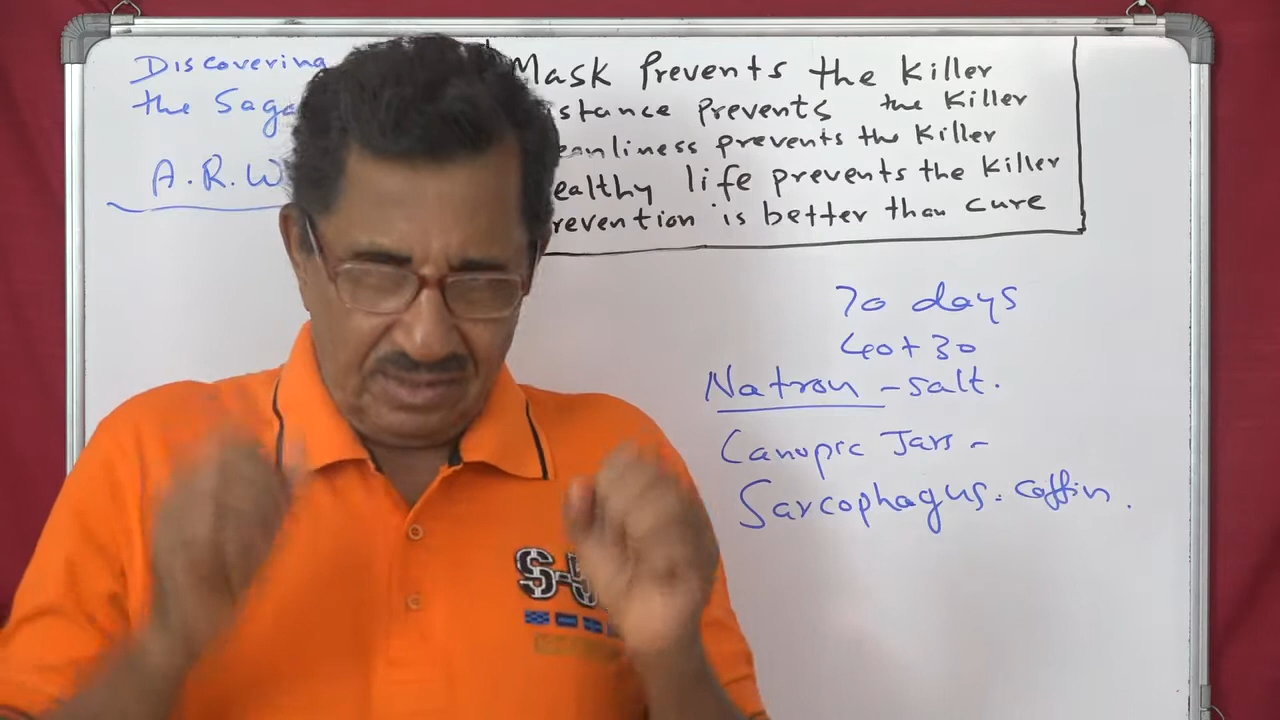 Discovering
the Saga
A.R.W
Mask Prevents the Killer
istance prevents the Killer
eanliness prevents the Killer
ealthy life prevents the Killer
revention is better than cure
70 days
40+30
Natron - salt.
Canopic Jars -
Sarcophagus. coffin.